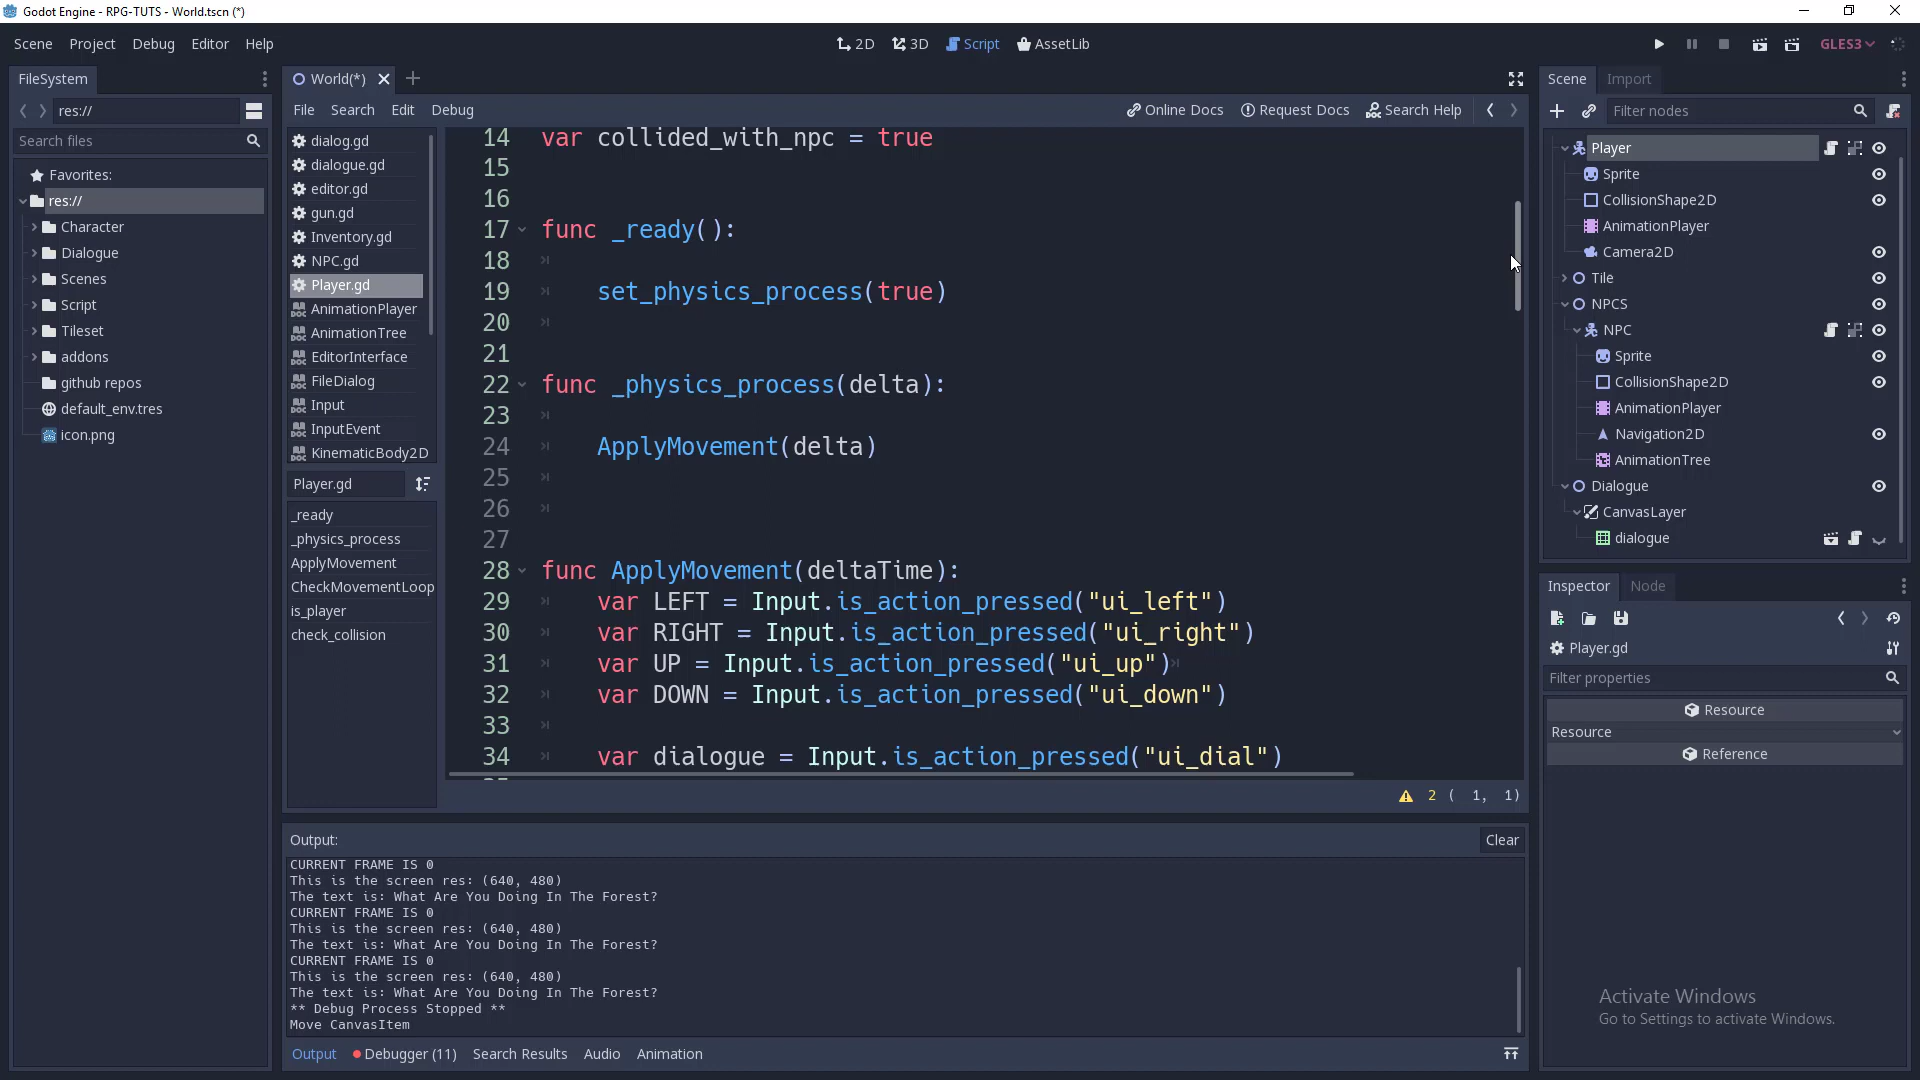 Godot Engine - RPG-TUTS - World.tscn (*)
Scene Project Debug Editor Help
2D 3D Script AssetLib
GLES3
FileSystem
res://
Search files
Favorites:
res://
Character
Dialogue
Scenes
Script
Tileset
addons
github repos
default_env.tres
icon.png
World(*)
File Search Edit Debug
Online Docs Request Docs Search Help
dialog.gd
dialogue.gd
editor.gd
gun.gd
Inventory.gd
NPC.gd
Player.gd
AnimationPlayer
AnimationTree
EditorInterface
FileDialog
Input
InputEvent
KinematicBody2D
Player.gd
_ready
_physics_process
ApplyMovement
CheckMovementLoop
is_player
check_collision
14 var collided_with_npc = true
15
16
17 func _ready():
18
19 set_physics_process(true)
20
21
22 func _physics_process(delta):
23
24 ApplyMovement(delta)
25
26
27
28 func ApplyMovement(deltaTime):
29 var LEFT = Input.is_action_pressed("ui_left")
30 var RIGHT = Input.is_action_pressed("ui_right")
31 var UP = Input.is_action_pressed("ui_up")
32 var DOWN = Input.is_action_pressed("ui_down")
33
34 var dialogue = Input.is_action_pressed("ui_dial")
2 ( 1, 1)
Output:
Clear
CURRENT FRAME IS 0
This is the screen res: (640, 480)
The text is: What Are You Doing In The Forest?
CURRENT FRAME IS 0
This is the screen res: (640, 480)
The text is: What Are You Doing In The Forest?
CURRENT FRAME IS 0
This is the screen res: (640, 480)
The text is: What Are You Doing In The Forest?
** Debug Process Stopped **
Move CanvasItem
Output Debugger (11) Search Results Audio Animation
Scene Import
Filter nodes
Player
Sprite
CollisionShape2D
AnimationPlayer
Camera2D
Tile
NPCS
NPC
Sprite
CollisionShape2D
AnimationPlayer
Navigation2D
AnimationTree
Dialogue
CanvasLayer
dialogue
Inspector Node
Player.gd
Filter properties
Resource
Resource
Reference
Activate Windows
Go to Settings to activate Windows.